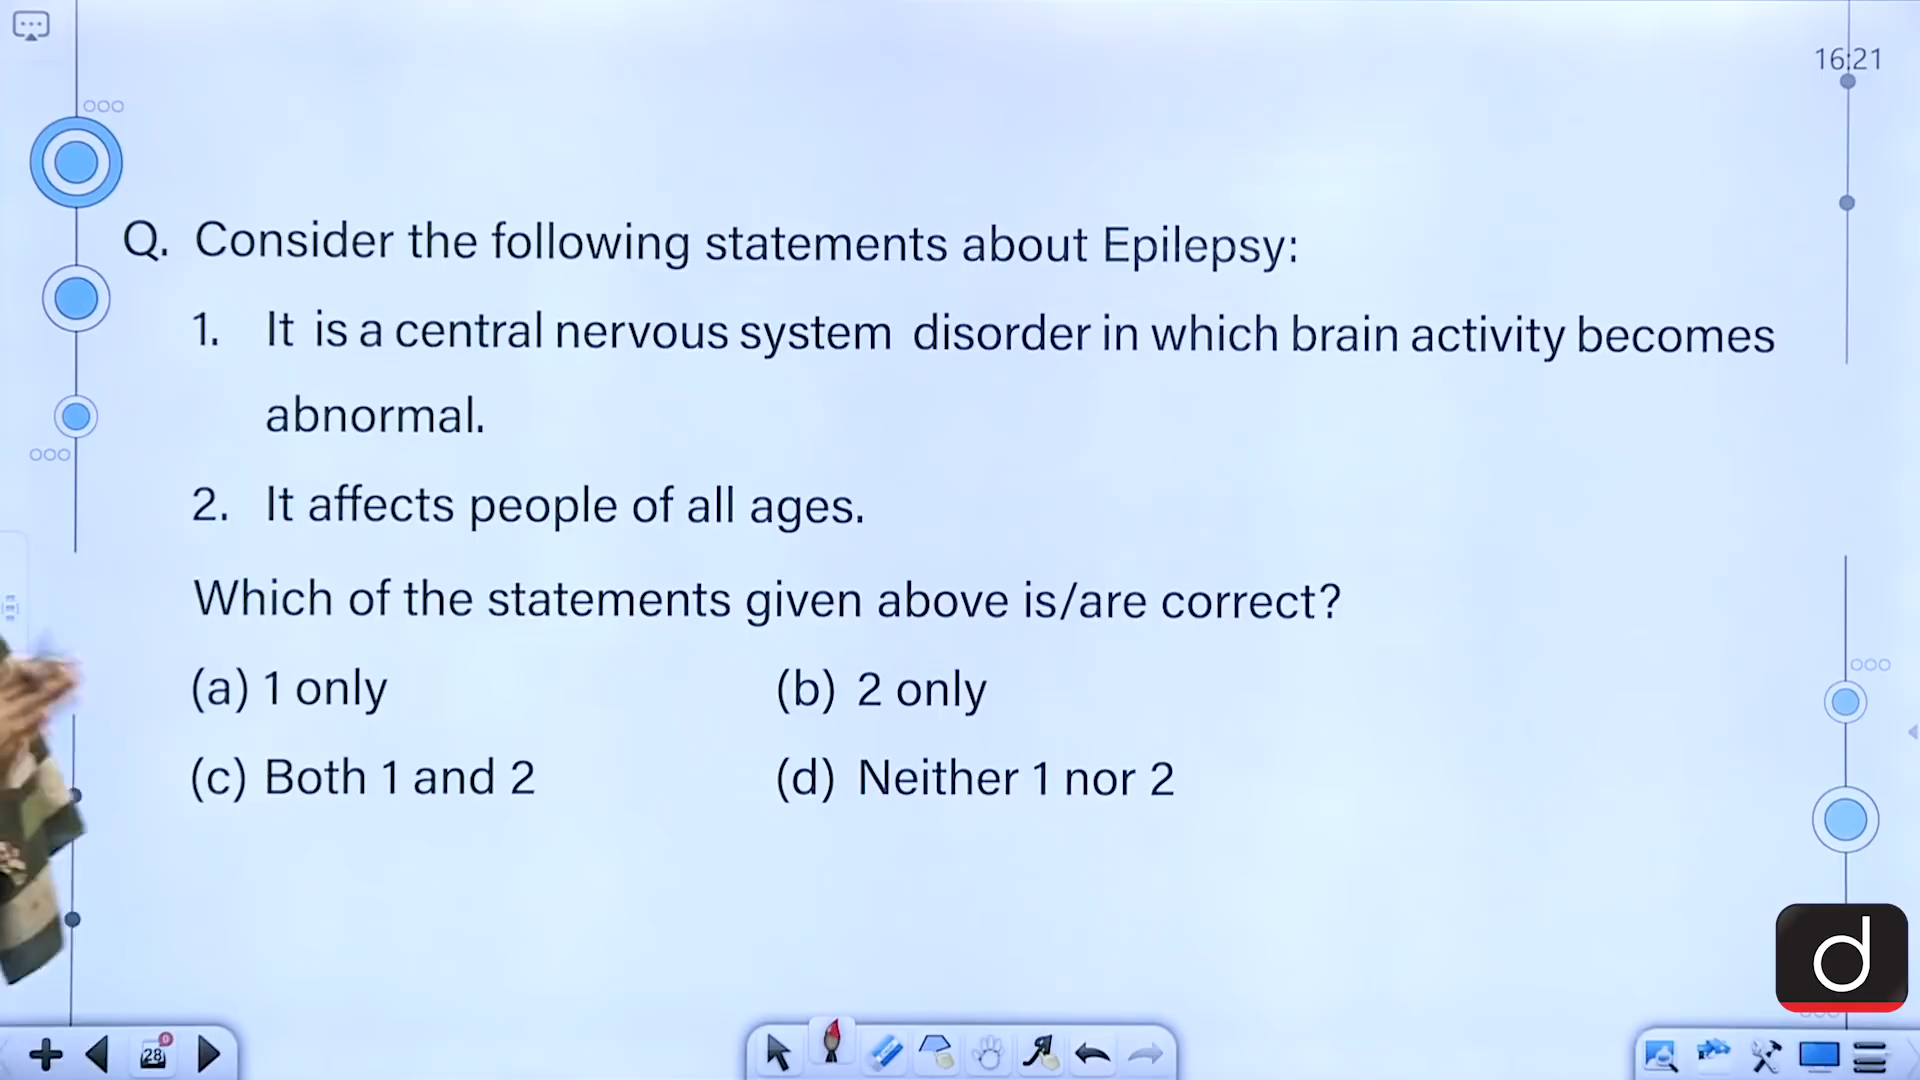 16:21
Q. Consider the following statements about Epilepsy:
1. It is a central nervous system disorder in which brain activity becomes
abnormal.
2. It affects people of all ages.
Which of the statements given above is/are correct?
(a) 1 only (b) 2 only
(c) Both 1 and 2 (d) Neither 1 nor 2
d
28
0